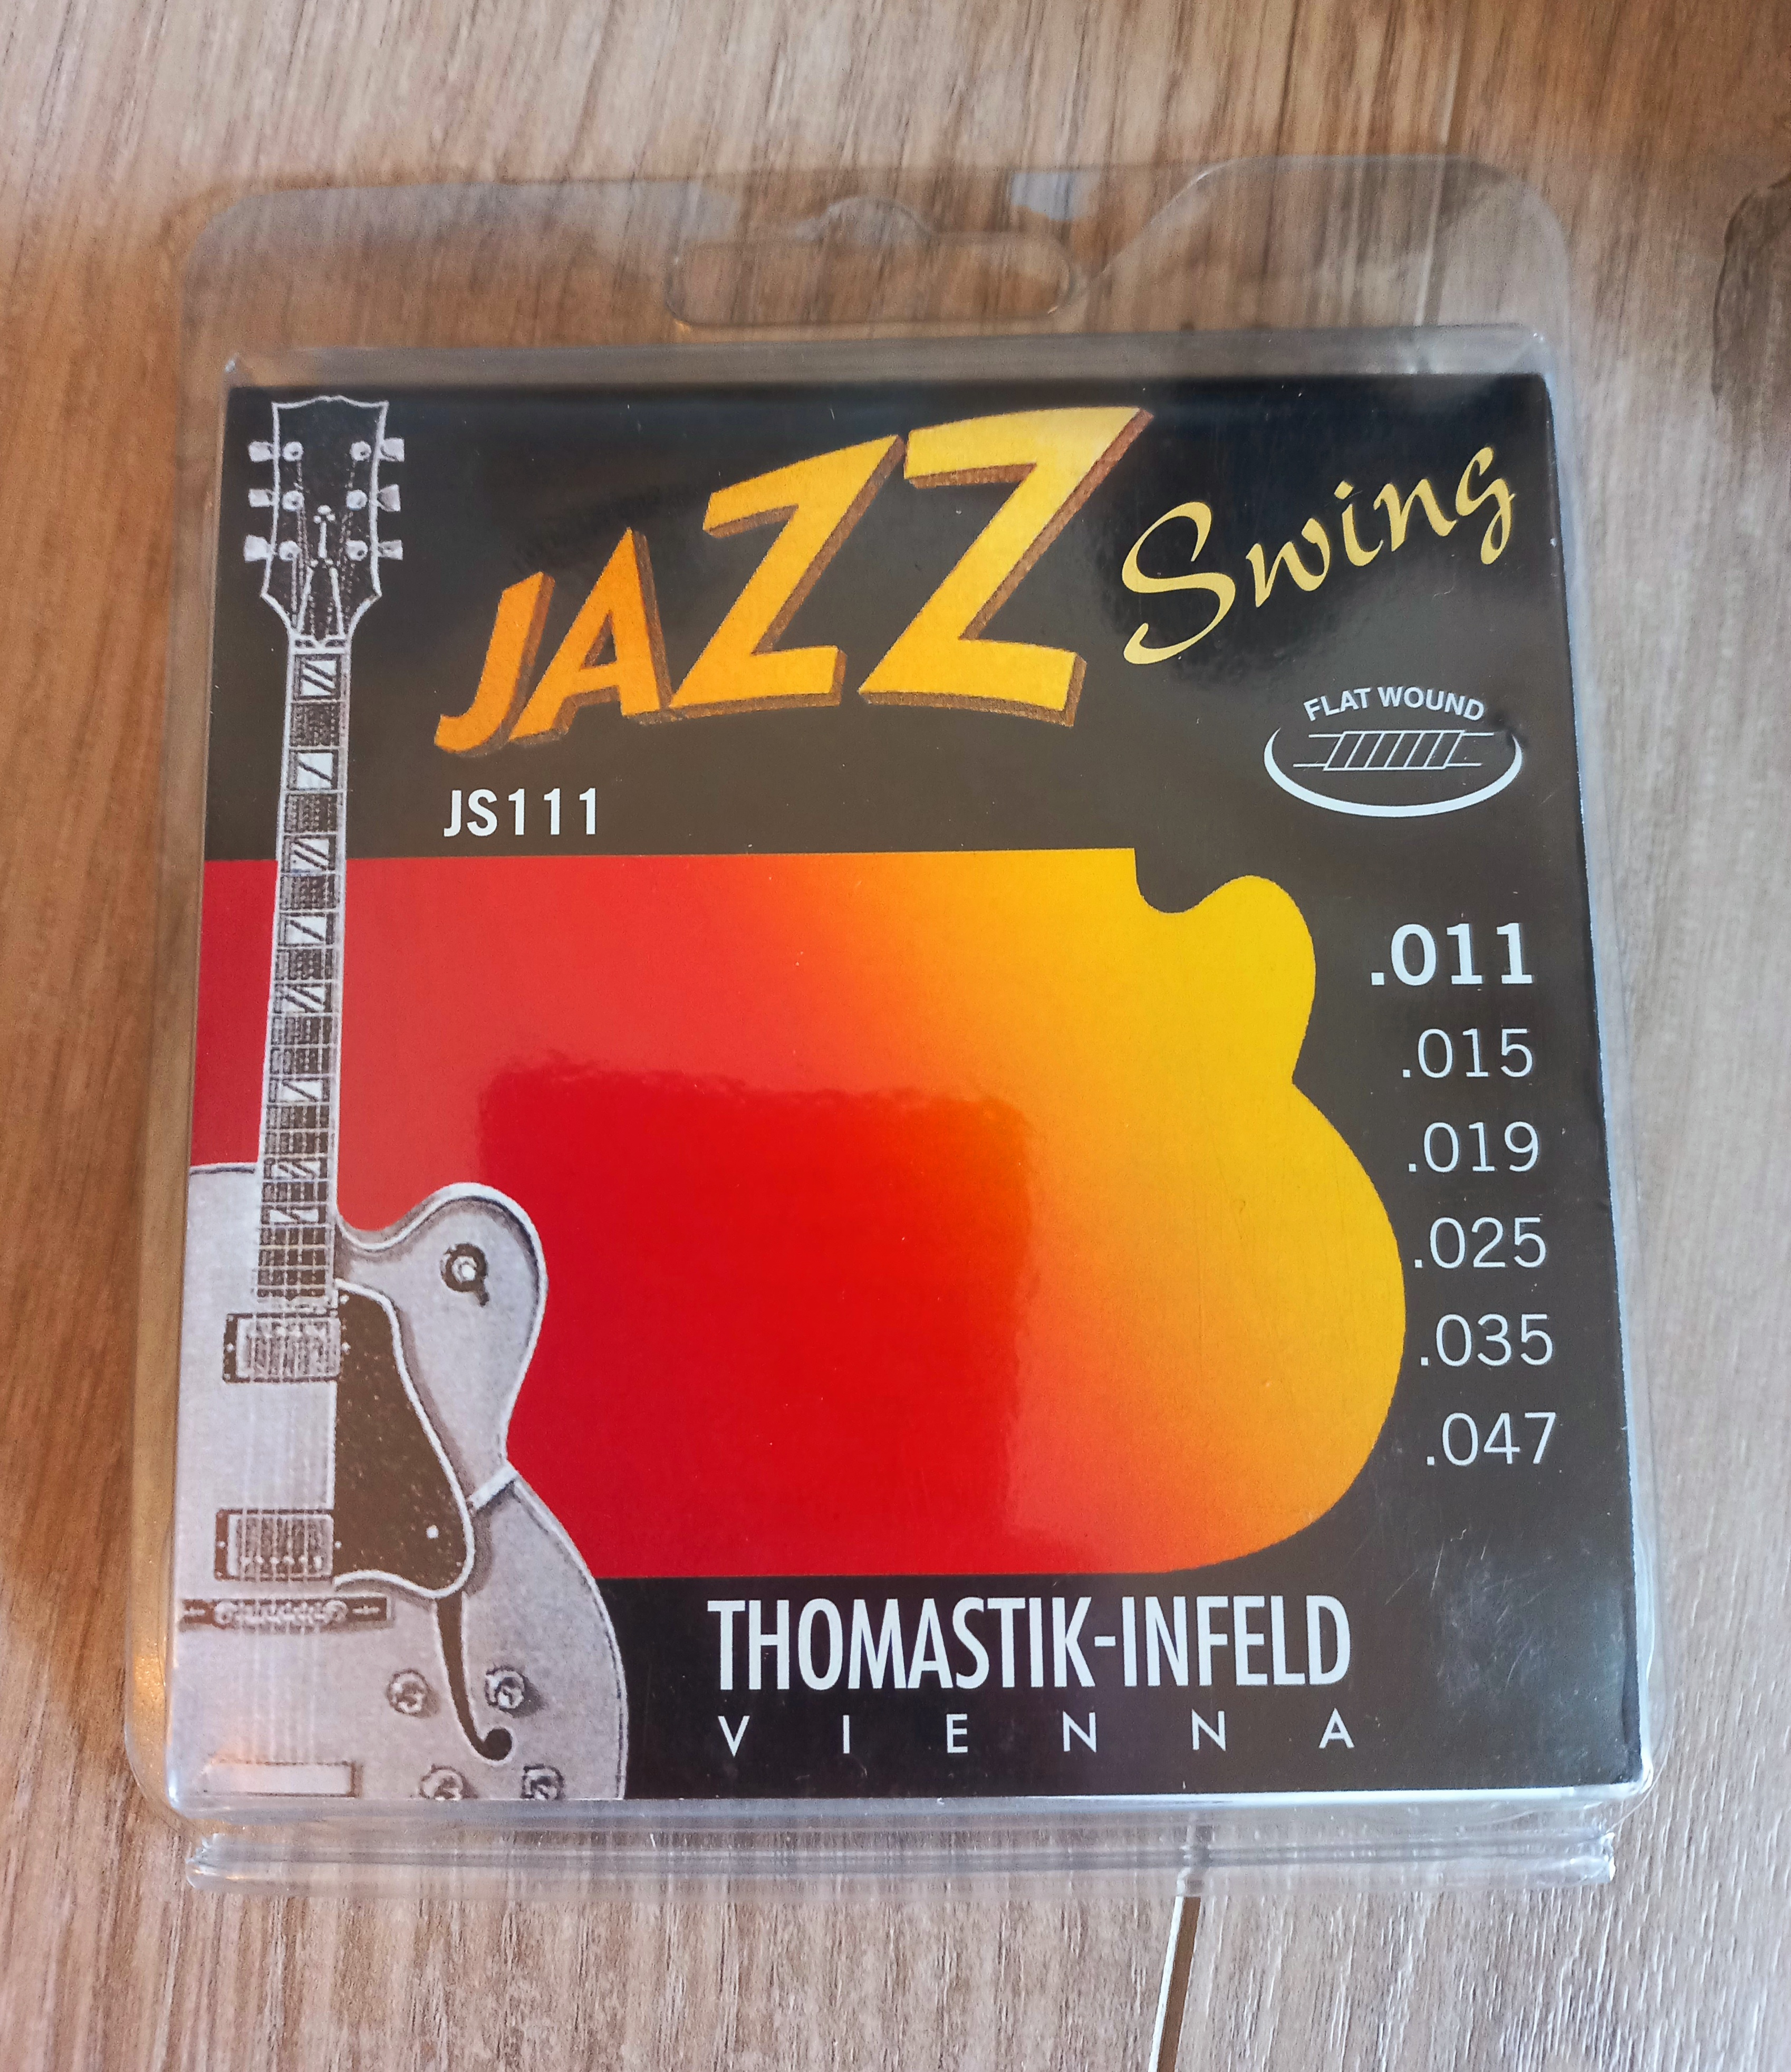 JAZZ Swing
FLAT WOUND
JS111
.011
.015
.019
.025
.035
.047
THOMASTIK-INFELD
VIENNA